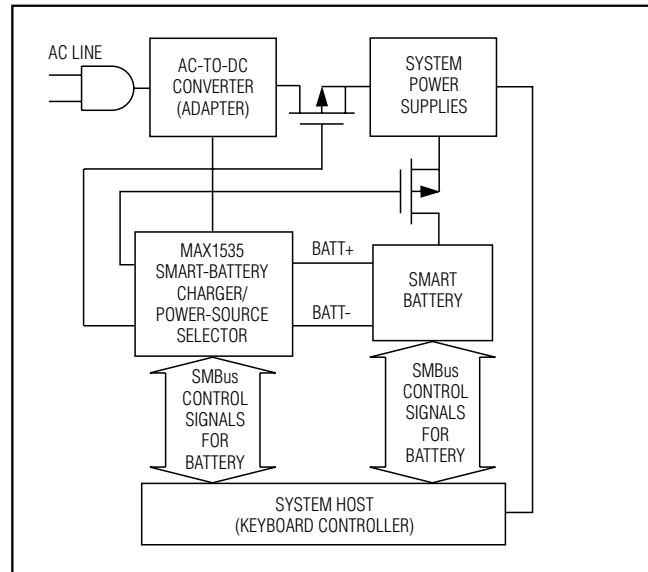 AC LINE
AC-TO-DC
CONVERTER
(ADAPTER)
SYSTEM
POWER
SUPPLIES
MAX1535
SMART-BATTERY
CHARGER/
POWER-SOURCE
SELECTOR
BATT+
BATT-
SMART
BATTERY
SMBus
CONTROL
SIGNALS
FOR
BATTERY
SMBus
CONTROL
SIGNALS
FOR
BATTERY
SYSTEM HOST
(KEYBOARD CONTROLLER)